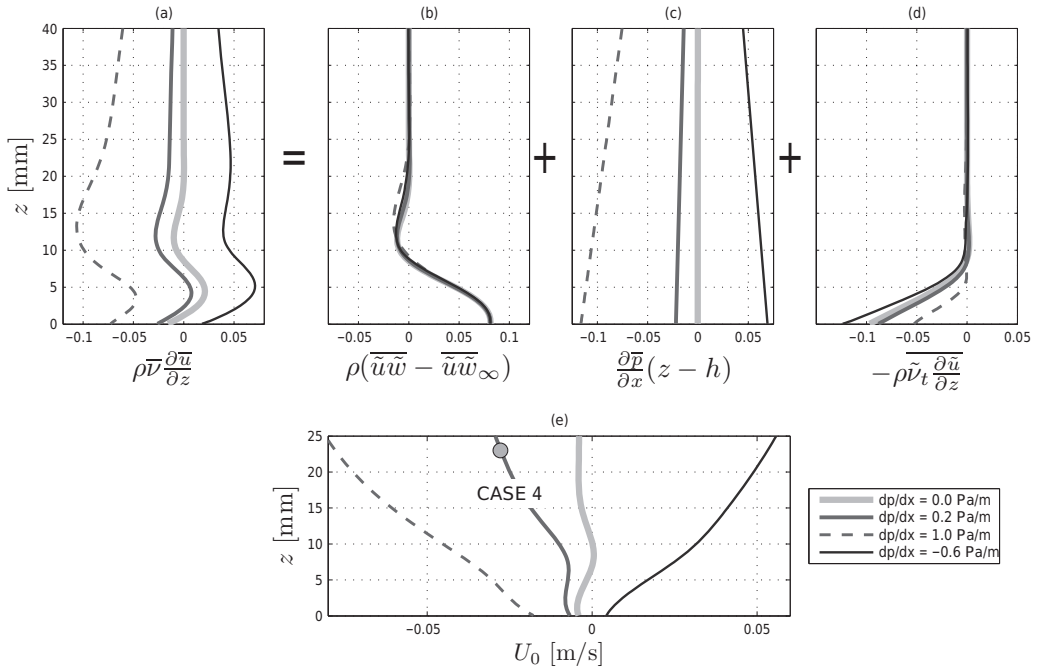 (a) (b) (c) (d)
40
35
30
25
20
15
10
5
0
z [mm]
−0.1 −0.05 0 0.05
−0.05 0 0.05 0.1
−0.1 −0.05 0 0.05
−0.1 −0.05 0 0.05
= + +
ρν̅ ∂u̅/∂z
ρ(\overline{ũw̃} − \overline{ũw̃}_∞)
∂p̅/∂x (z − h)
−ρ\overline{ν̃_t ∂ũ/∂z}
(e)
25
20
15
10
5
0
z [mm]
CASE 4
−0.05 0 0.05
U₀ [m/s]
dp/dx = 0.0 Pa/m
dp/dx = 0.2 Pa/m
dp/dx = 1.0 Pa/m
dp/dx = −0.6 Pa/m